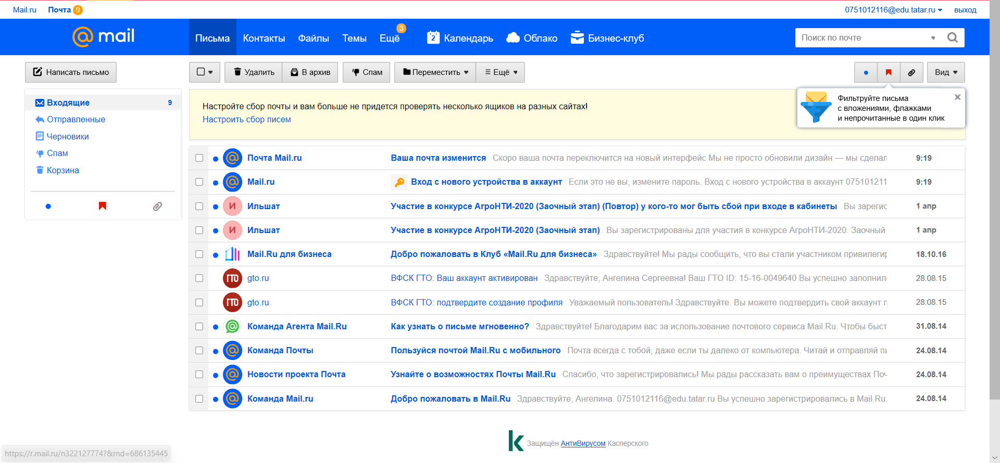 Mail.ru Почта 9 0751012116@edu.tatar.ru выход
@mail Письма Контакты Файлы Темы Ещё 3 2 Календарь Облако Бизнес-клуб Поиск по почте
Написать письмо Удалить В архив Спам Переместить Ещё Вид
Входящие 9
Отправленные
Черновики
Спам
Корзина
Настройте сбор почты и вам больше не придется проверять несколько ящиков на разных сайтах!
Настроить сбор писем
Фильтруйте письма
с вложениями, флажками
и непрочитанные в один клик
Почта Mail.ru Ваша почта изменится Скоро ваша почта переключится на новый интерфейс Мы не просто обновили дизайн — мы сделал 9:19
Mail.ru Вход с нового устройства в аккаунт Если это не вы, измените пароль. Вход с нового устройства в аккаунт 075101211 9:19
И Ильшат Участие в конкурсе АгроНТИ-2020 (Заочный этап) (Повтор) у кого-то мог быть сбой при входе в кабинеты Вы зарегис 1 апр
И Ильшат Участие в конкурсе АгроНТИ-2020 (Заочный этап) Вы зарегистрированы для участия в конкурсе АгроНТИ-2020. Заочный 1 апр
Mail.Ru для бизнеса Добро пожаловать в Клуб «Mail.Ru для бизнеса» Здравствуйте! Мы рады сообщить, что вы стали участником привилегир 18.10.16
ГТО gto.ru ВФСК ГТО: Ваш аккаунт активирован Здравствуйте, Ангелина Сергеевна! Ваш ГТО ID: 15-16-0049640 Вы успешно заполнил 28.08.15
ГТО gto.ru ВФСК ГТО: подтвердите создание профиля Уважаемый пользователь! Здравствуйте. Вы можете подтвердить свой аккаунт п 28.08.15
Команда Агента Mail.Ru Как узнать о письме мгновенно? Здравствуйте! Благодарим вас за использование почтового сервиса Mail.Ru. Чтобы быст 31.08.14
Команда Почты Пользуйся почтой Mail.Ru с мобильного Почта всегда с тобой, даже если ты далеко от компьютера. Читай и отправляй пи 24.08.14
Новости проекта Почта Узнайте о возможностях Почты Mail.Ru Спасибо, что зарегистрировались! Мы рады рассказать вам о преимуществах Поч 24.08.14
Команда Mail.ru Добро пожаловать в Mail.Ru Здравствуйте, Ангелина. 0751012116@edu.tatar.ru Вы успешно зарегистрировались в Mail.Ru. 24.08.14
k Защищён АнтиВирусом Касперского
https://r.mail.ru/n322127774?&rnd=686135445